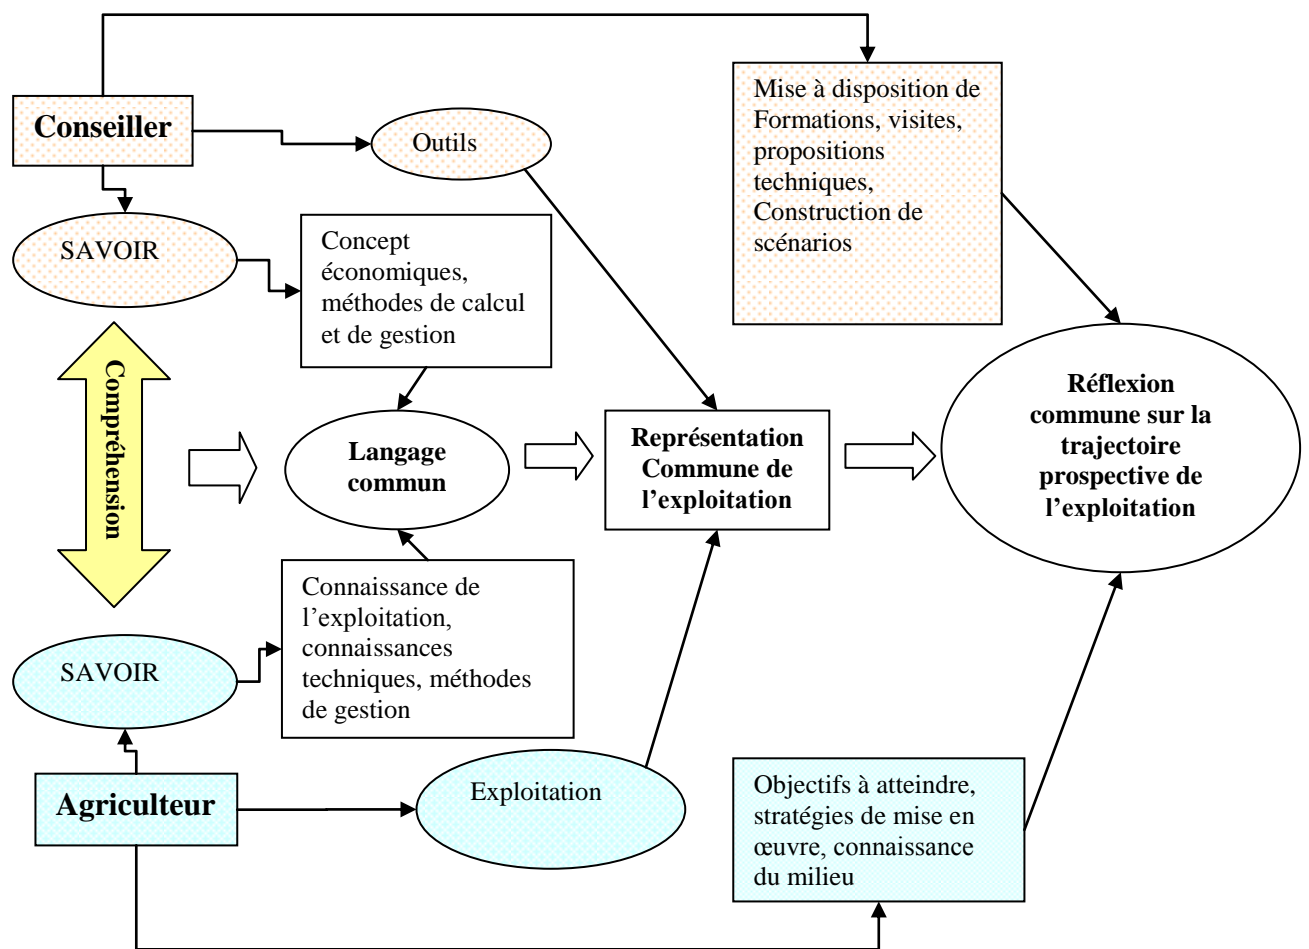 Conseiller
Outils
Mise à disposition de
Formations, visites,
propositions
techniques,
Construction de
scénarios
SAVOIR
Concept
économiques,
méthodes de calcul
et de gestion
Compréhension
Langage
commun
Représentation
Commune de
l’exploitation
Réflexion
commune sur la
trajectoire
prospective de
l’exploitation
Connaissance de
l’exploitation,
connaissances
techniques, méthodes
de gestion
SAVOIR
Agriculteur
Exploitation
Objectifs à atteindre,
stratégies de mise en
œuvre, connaissance
du milieu